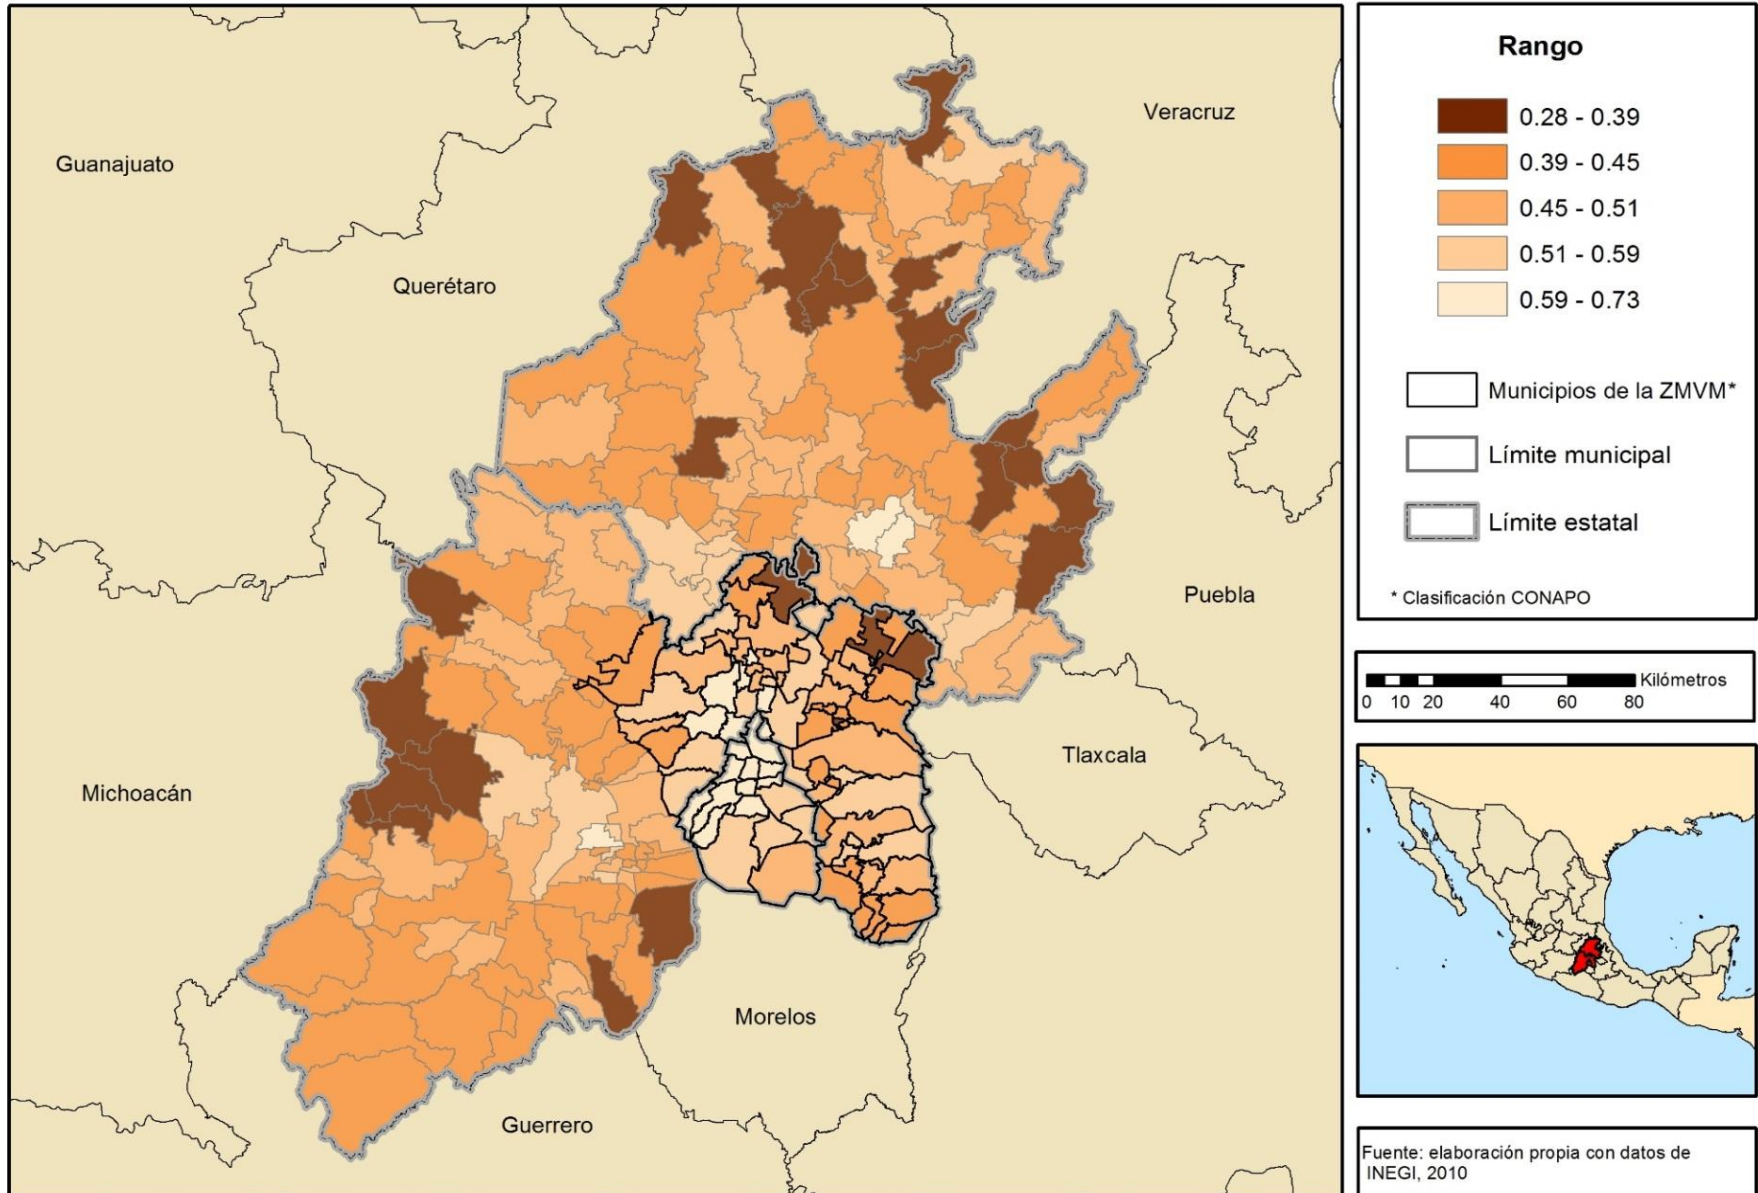 Guanajuato
Querétaro
Veracruz
Puebla
Tlaxcala
Michoacán
Morelos
Guerrero
Rango
0.28 - 0.39
0.39 - 0.45
0.45 - 0.51
0.51 - 0.59
0.59 - 0.73
Municipios de la ZMVM*
Límite municipal
Límite estatal
* Clasificación CONAPO
Kilómetros
0 10 20 40 60 80
Fuente: elaboración propia con datos de
INEGI, 2010